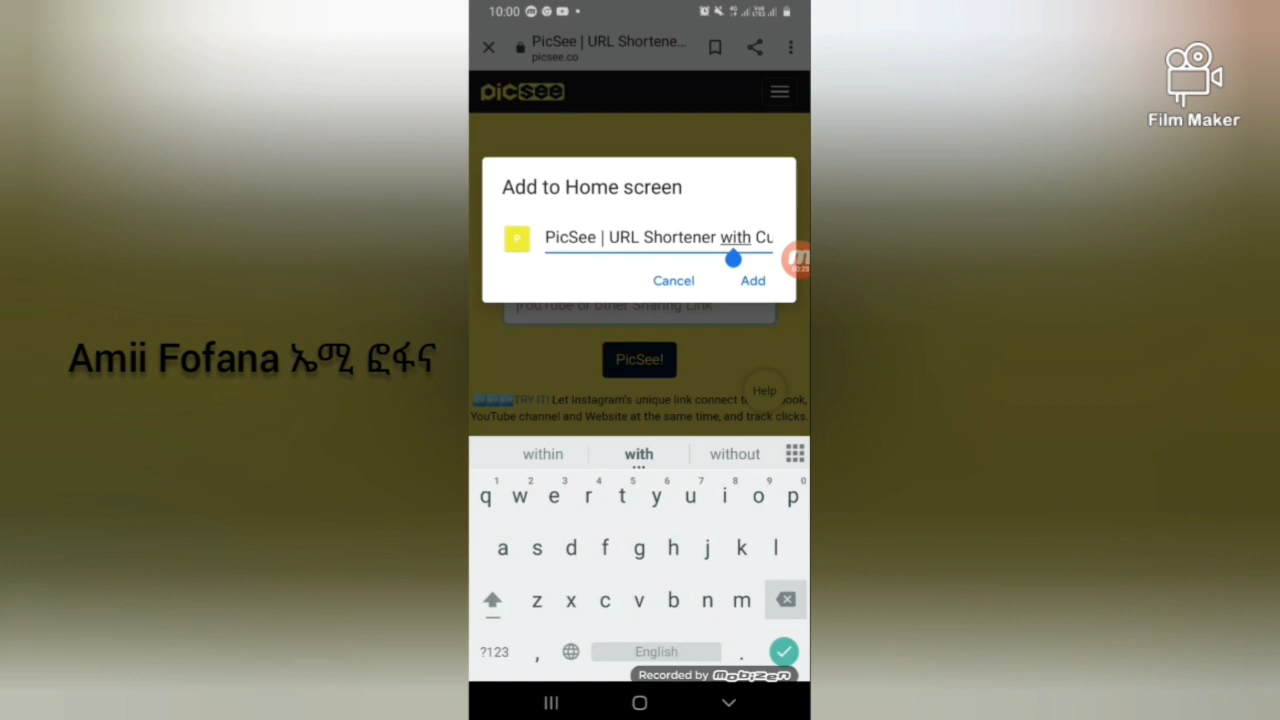 10:00
PicSee | URL Shortene...
picsee.co
picsee
Film Maker
Add to Home screen
P
PicSee | URL Shortener with Cu
00:23
Cancel Add
YouTube or other Sharing Link
Amii Fofana ኤሚ ፎፋና
PicSee!
Help
TRY IT! Let Instagram's unique link connect
YouTube channel and Website at the same time, and track clicks.
within with without
1 2 3 4 5 6 7 8 9 0
q w e r t y u i o p
a s d f g h j k l
z x c v b n m
?123 , English .
Recorded by mobizen